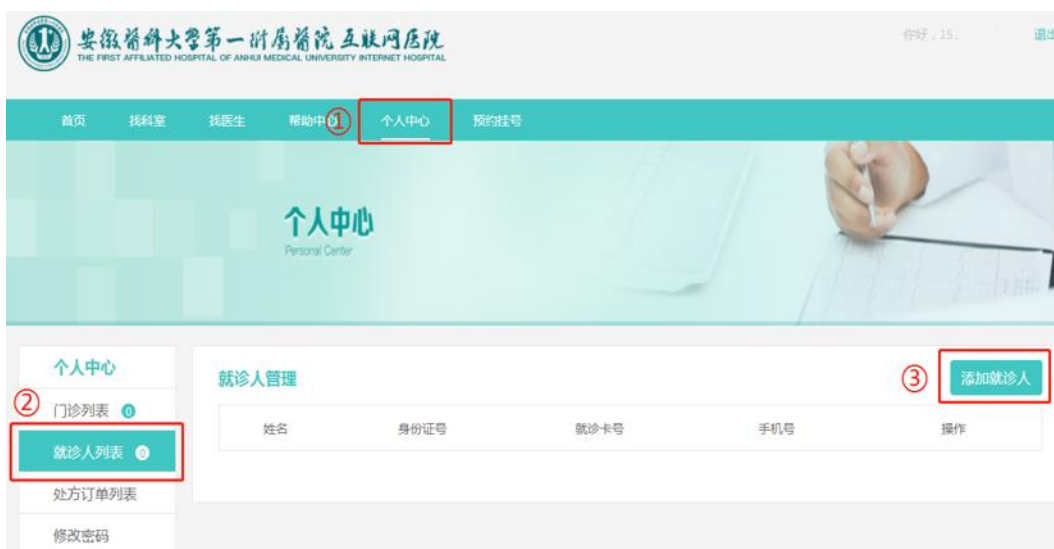 安徽医科大学第一附属医院 互联网医院
THE FIRST AFFILIATED HOSPITAL OF ANHUI MEDICAL UNIVERSITY INTERNET HOSPITAL
你好，15.
退出
首页 找科室 找医生 帮助中心 ① 个人中心 预约挂号
个人中心
Personal Center
个人中心
② 门诊列表 0
就诊人列表 0
处方订单列表
修改密码
就诊人管理
③ 添加就诊人
姓名 身份证号 就诊卡号 手机号 操作